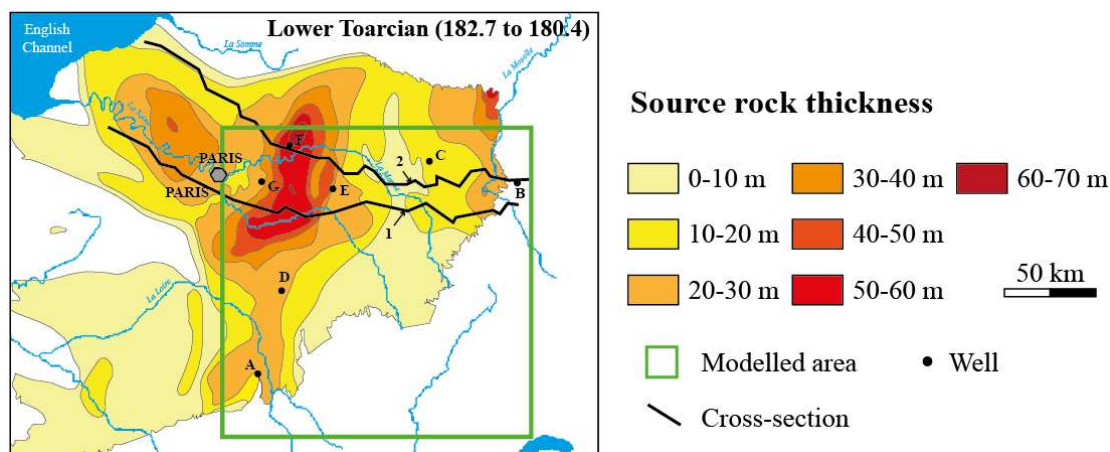 English
Channel
Lower Toarcian (182.7 to 180.4)
La Somme
La Moselle
F
PARIS
PARIS
G
E
2
C
B
1
D
La Loire
A
Source rock thickness
0-10 m
30-40 m
60-70 m
10-20 m
40-50 m
20-30 m
50-60 m
50 km
Modelled area
Well
Cross-section